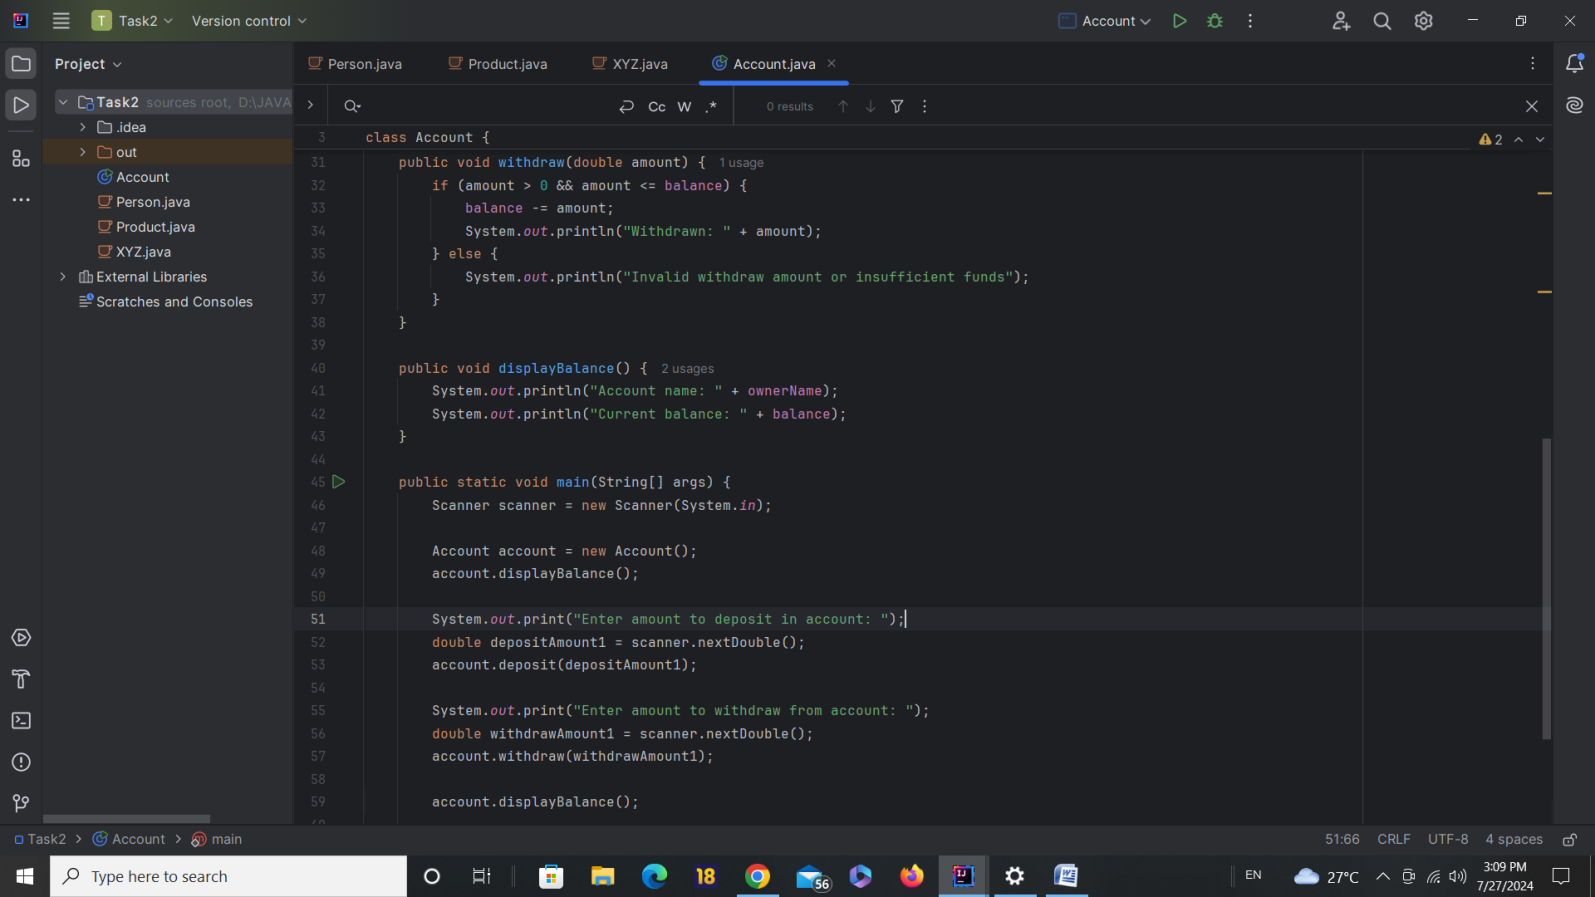 T Task2 Version control Account
Project
Person.java Product.java XYZ.java Account.java
Task2 sources root, D:\JAVA
Cc W .* 0 results
.idea
3 class Account { 2
out
31 public void withdraw(double amount) { 1 usage
Account
32 if (amount > 0 && amount <= balance) {
Person.java
33 balance -= amount;
Product.java
34 System.out.println("Withdrawn: " + amount);
XYZ.java
35 } else {
External Libraries
36 System.out.println("Invalid withdraw amount or insufficient funds");
Scratches and Consoles
37 }
38 }
39
40 public void displayBalance() { 2 usages
41 System.out.println("Account name: " + ownerName);
42 System.out.println("Current balance: " + balance);
43 }
44
45 public static void main(String[] args) {
46 Scanner scanner = new Scanner(System.in);
47
48 Account account = new Account();
49 account.displayBalance();
50
51 System.out.print("Enter amount to deposit in account: ");
52 double depositAmount1 = scanner.nextDouble();
53 account.deposit(depositAmount1);
54
55 System.out.print("Enter amount to withdraw from account: ");
56 double withdrawAmount1 = scanner.nextDouble();
57 account.withdraw(withdrawAmount1);
58
59 account.displayBalance();
Task2 > Account > main 51:66 CRLF UTF-8 4 spaces
Type here to search 18 56 EN 27°C 3:09 PM
7/27/2024